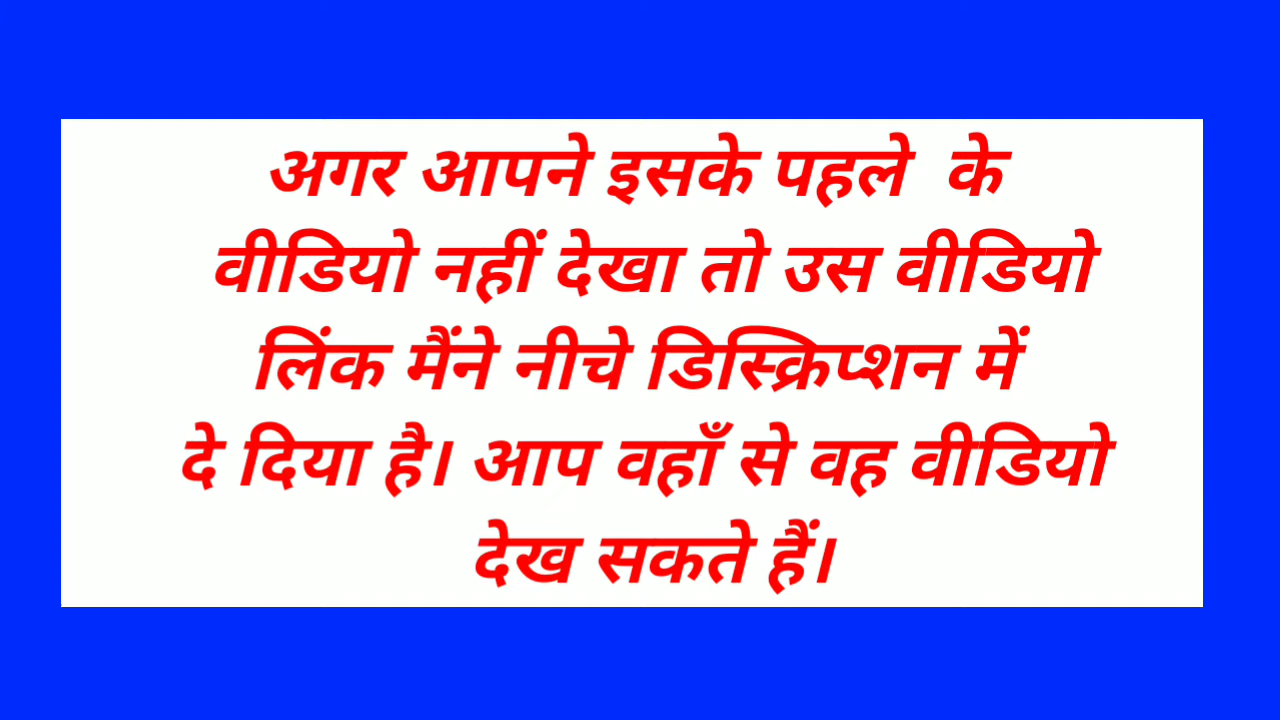 अगर आपने इसके पहले के
वीडियो नहीं देखा तो उस वीडियो
लिंक मैंने नीचे डिस्क्रिप्शन में
दे दिया है। आप वहाँ से वह वीडियो
देख सकते हैं।